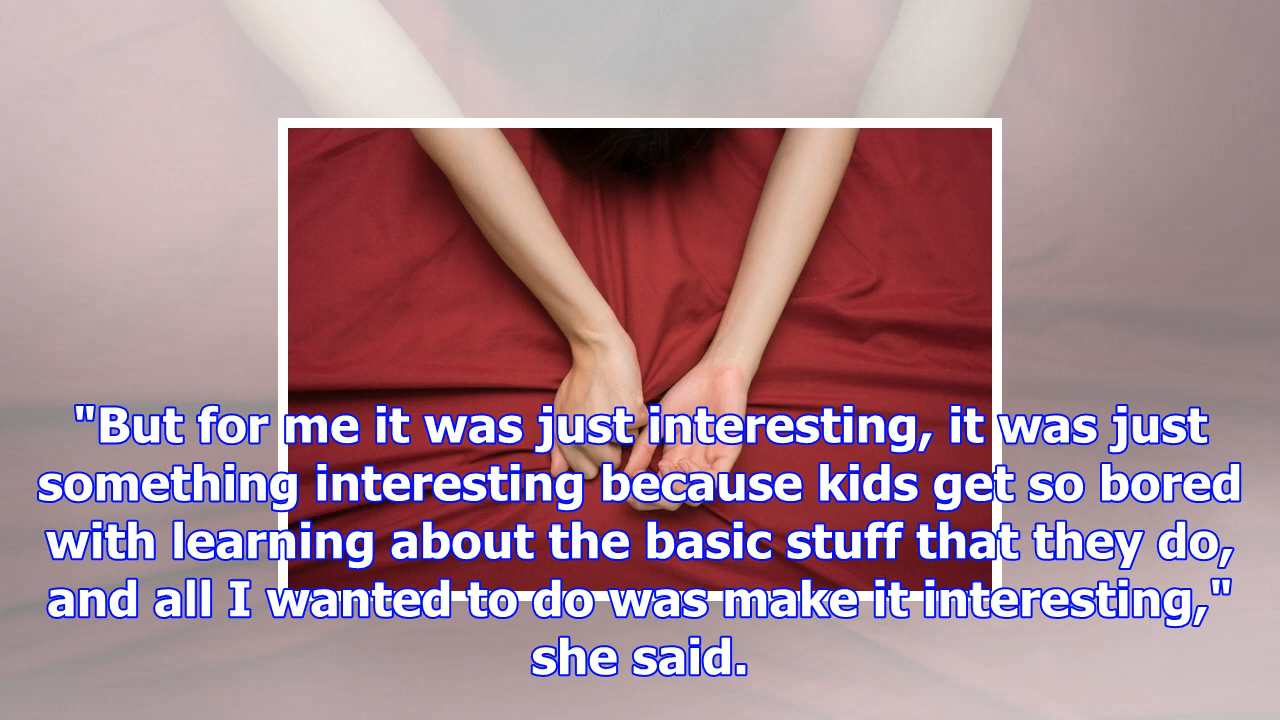 "But for me it was just interesting, it was just
something interesting because kids get so bored
with learning about the basic stuff that they do,
and all I wanted to do was make it interesting,"
she said.